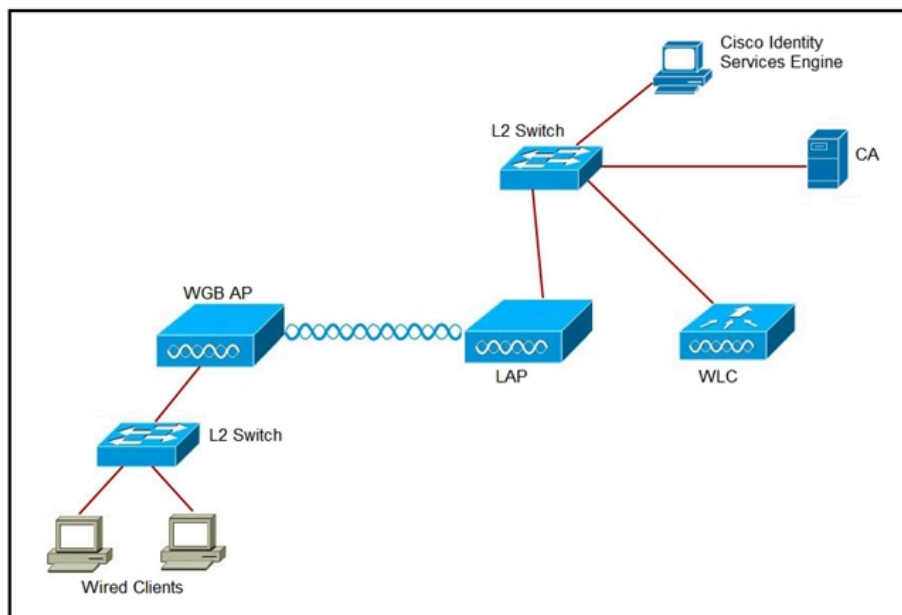 Cisco Identity
Services Engine
L2 Switch
CA
WGB AP
LAP
WLC
L2 Switch
Wired Clients